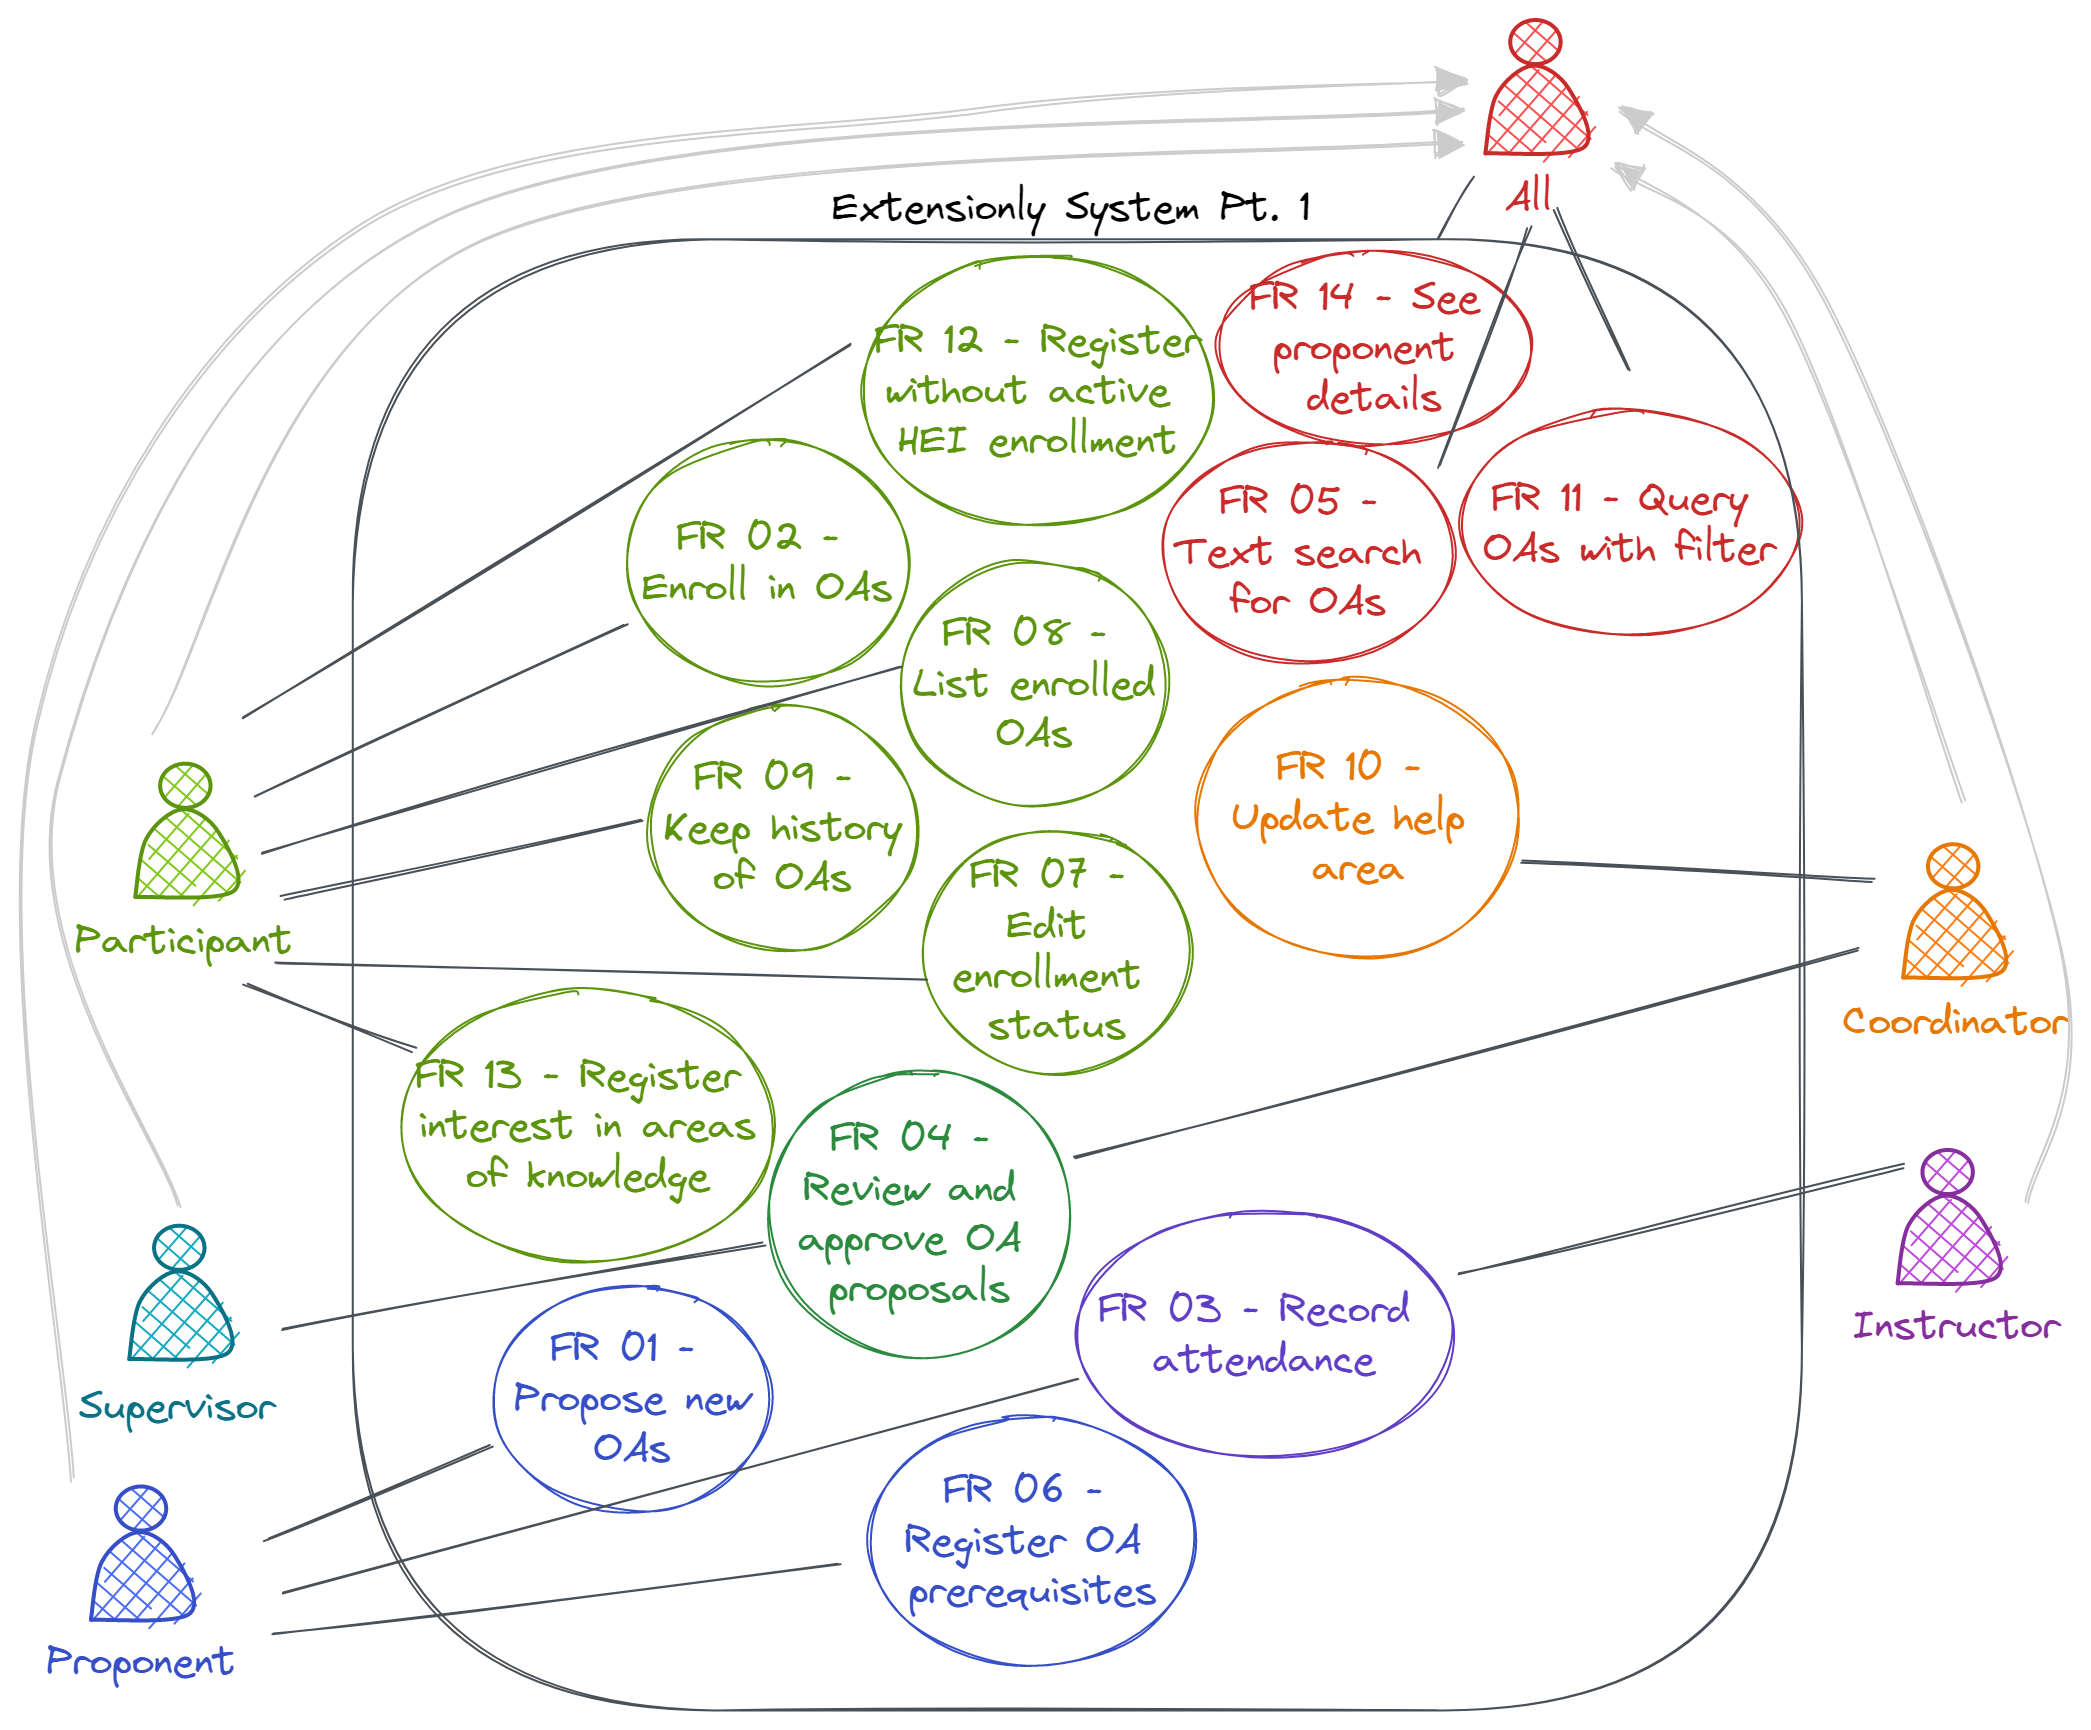 All
Extensionly System Pt. 1
FR 14 - See
proponent
details
FR 12 - Register
without active
HEI enrollment
FR 05 -
Text search
for OAs
FR 11 - Query
OAs with filter
FR 02 -
Enroll in OAs
FR 08 -
List enrolled
OAs
FR 09 -
Keep history
of OAs
FR 10 -
Update help
area
FR 07 -
Edit
enrollment
status
Participant
Coordinator
FR 13 - Register
interest in areas
of knowledge
FR 04 -
Review and
approve OA
proposals
FR 03 - Record
attendance
Instructor
Supervisor
FR 01 -
Propose new
OAs
FR 06 -
Register OA
prerequisites
Proponent